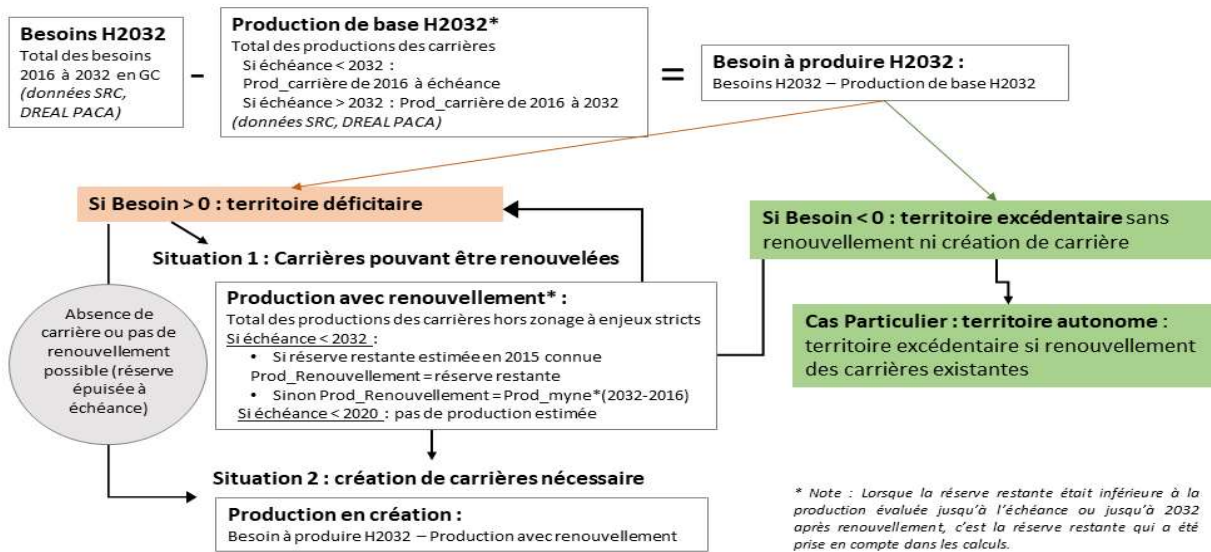 Besoins H2032
Total des besoins
2016 à 2032 en GC
(données SRC,
DREAL PACA)
-
Production de base H2032*
Total des productions des carrières
Si échéance < 2032 :
Prod_carrière de 2016 à échéance
Si échéance > 2032 : Prod_carrière de 2016 à 2032
(données SRC, DREAL PACA)
=
Besoin à produire H2032 :
Besoins H2032 – Production de base H2032
Si Besoin > 0 : territoire déficitaire
Si Besoin < 0 : territoire excédentaire sans
renouvellement ni création de carrière
Situation 1 : Carrières pouvant être renouvelées
Absence de
carrière ou pas de
renouvellement
possible (réserve
épuisée à
échéance)
Production avec renouvellement* :
Total des productions des carrières hors zonage à enjeux stricts
Si échéance < 2032 :
• Si réserve restante estimée en 2015 connue
Prod_Renouvellement = réserve restante
• Sinon Prod_Renouvellement = Prod_myne*(2032-2016)
Si échéance < 2020 : pas de production estimée
Cas Particulier : territoire autonome :
territoire excédentaire si renouvellement
des carrières existantes
Situation 2 : création de carrières nécessaire
Production en création :
Besoin à produire H2032 – Production avec renouvellement
* Note : Lorsque la réserve restante était inférieure à la
production évaluée jusqu'à l'échéance ou jusqu'à 2032
après renouvellement, c'est la réserve restante qui a été
prise en compte dans les calculs.